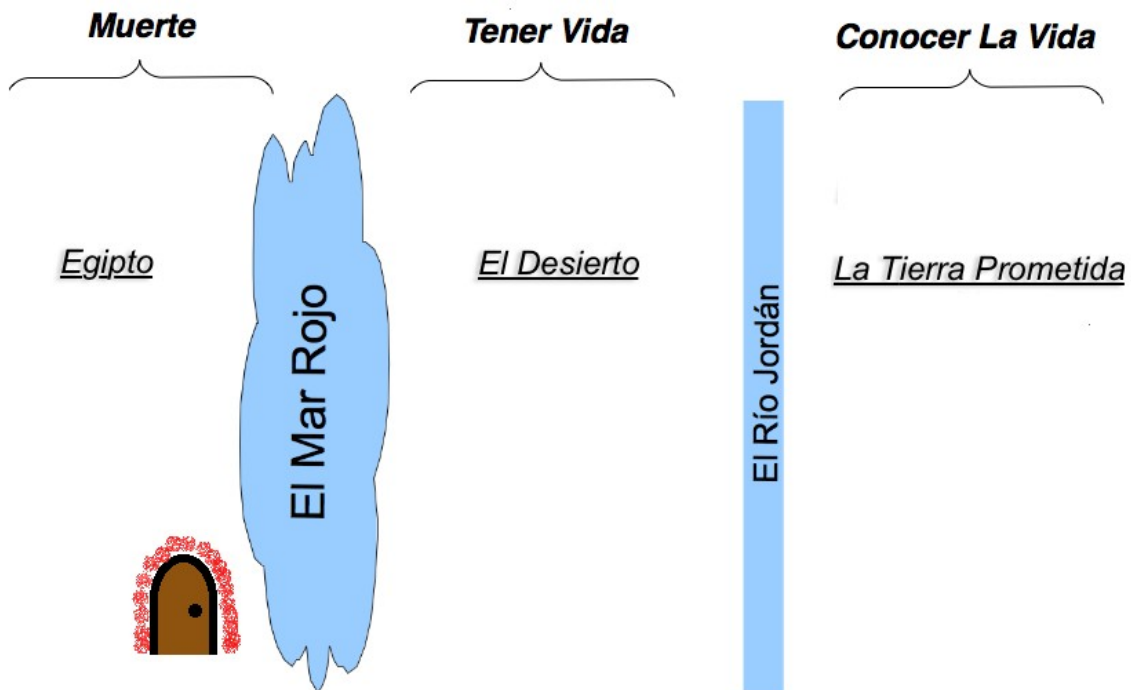 Muerte
Tener Vida
Conocer La Vida
Egipto
El Mar Rojo
El Desierto
El Río Jordán
La Tierra Prometida